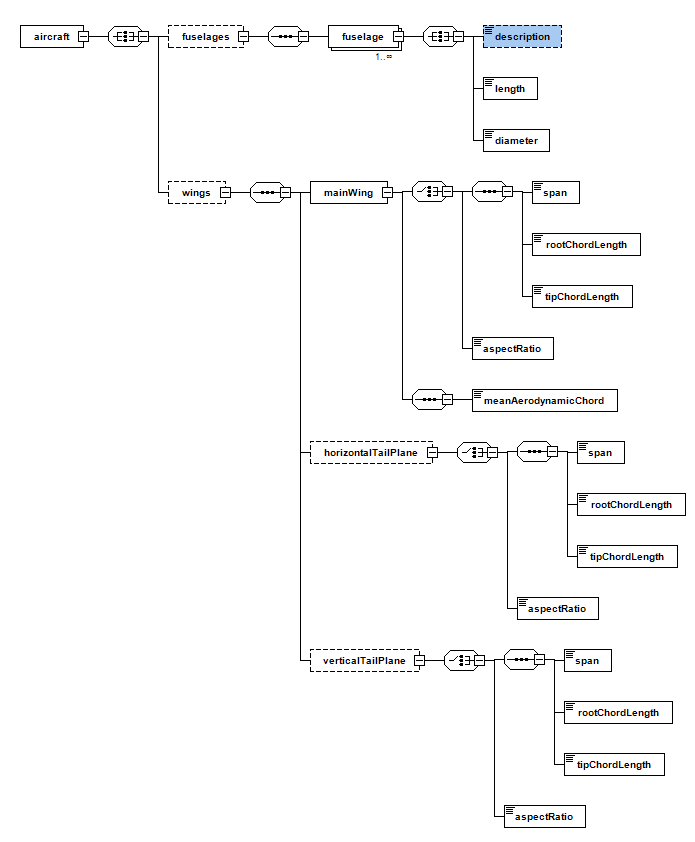 aircraft
fuselages
fuselage
1..∞
description
length
diameter
wings
mainWing
span
rootChordLength
tipChordLength
aspectRatio
meanAerodynamicChord
horizontalTailPlane
span
rootChordLength
tipChordLength
aspectRatio
verticalTailPlane
span
rootChordLength
tipChordLength
aspectRatio